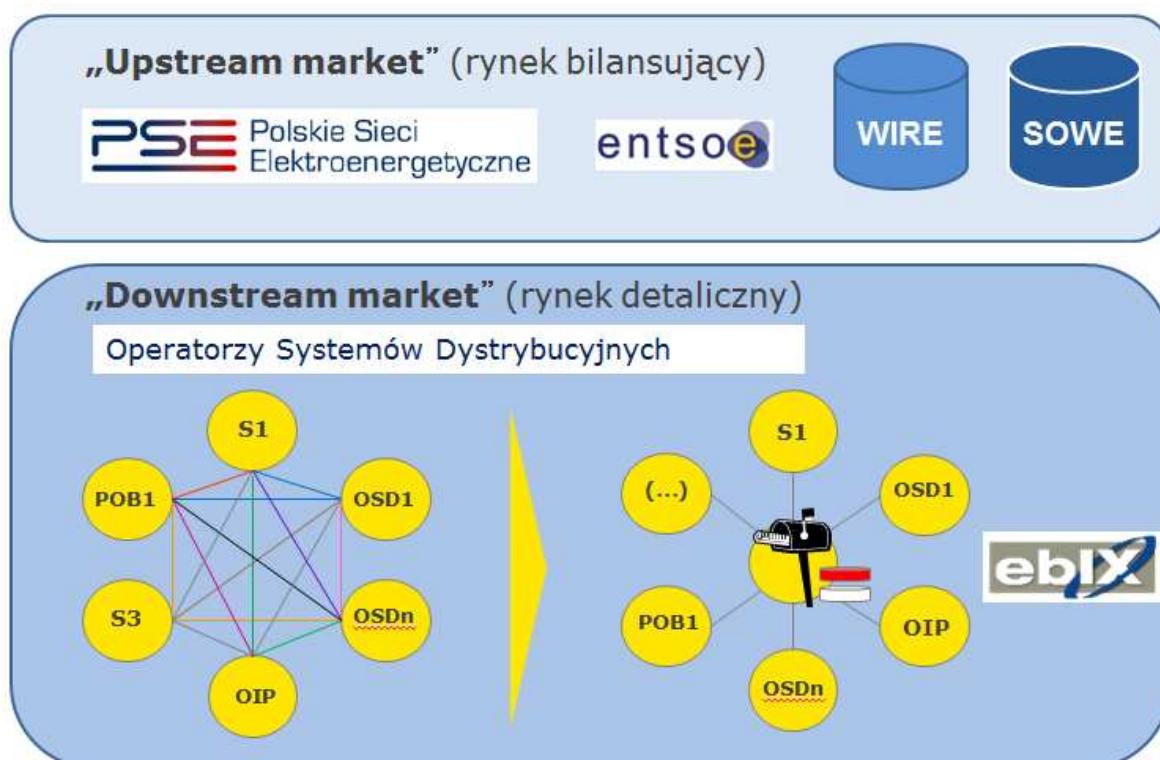 „Upstream market” (rynek bilansujący)
PSE Polskie Sieci
Elektroenergetyczne
entsoe
WIRE
SOWE
„Downstream market” (rynek detaliczny)
Operatorzy Systemów Dystrybucyjnych
S1
POB1
OSD1
S3
OSDn
OIP
S1
(...)
OSD1
POB1
OIP
OSDn
ebIX